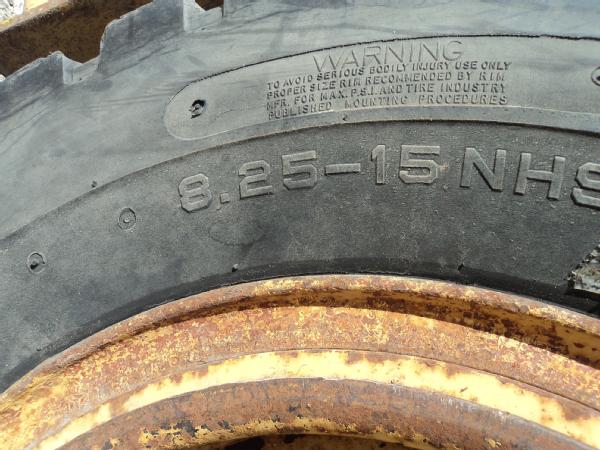 WARNING
TO AVOID SERIOUS BODILY INJURY USE ONLY
PROPER SIZE RIM RECOMMENDED BY RIM
MFR. FOR MAX. P.S.I. AND TIRE INDUSTRY
PUBLISHED MOUNTING PROCEDURES
8.25-15 NHS